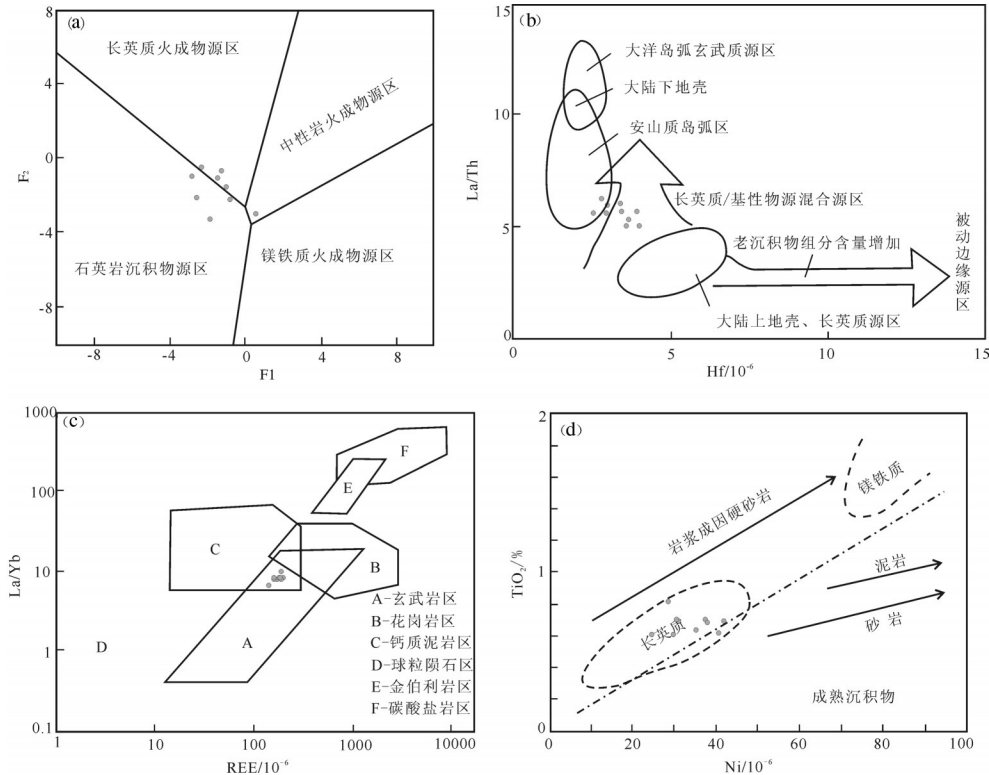 (a)
8
4
0
-4
-8
F₂
长英质火成物源区
中性岩火成物源区
石英岩沉积物源区
镁铁质火成物源区
-8
-4
0
4
8
F1
(b)
15
10
5
0
La/Th
大洋岛弧玄武质源区
大陆下地壳
安山质岛弧区
长英质/基性物源混合源区
老沉积物组分含量增加
被动边缘源区
大陆上地壳、长英质源区
0
5
10
15
Hf/10⁻⁶
(c)
1000
100
10
1
0.1
La/Yb
F
E
C
B
A
D
A-玄武岩区
B-花岗岩区
C-钙质泥岩区
D-球粒陨石区
E-金伯利岩区
F-碳酸盐岩区
1
10
100
1000
10000
REE/10⁻⁶
(d)
2
1
0
TiO₂/%
岩浆成因硬砂岩
镁铁质
长英质
泥岩
砂岩
成熟沉积物
0
20
40
60
80
100
Ni/10⁻⁶